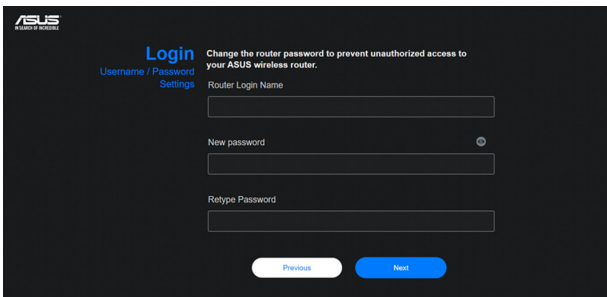 ASUS
IN SEARCH OF INCREDIBLE
Login
Username / Password
Settings
Change the router password to prevent unauthorized access to
your ASUS wireless router.
Router Login Name
New password
Retype Password
Previous
Next